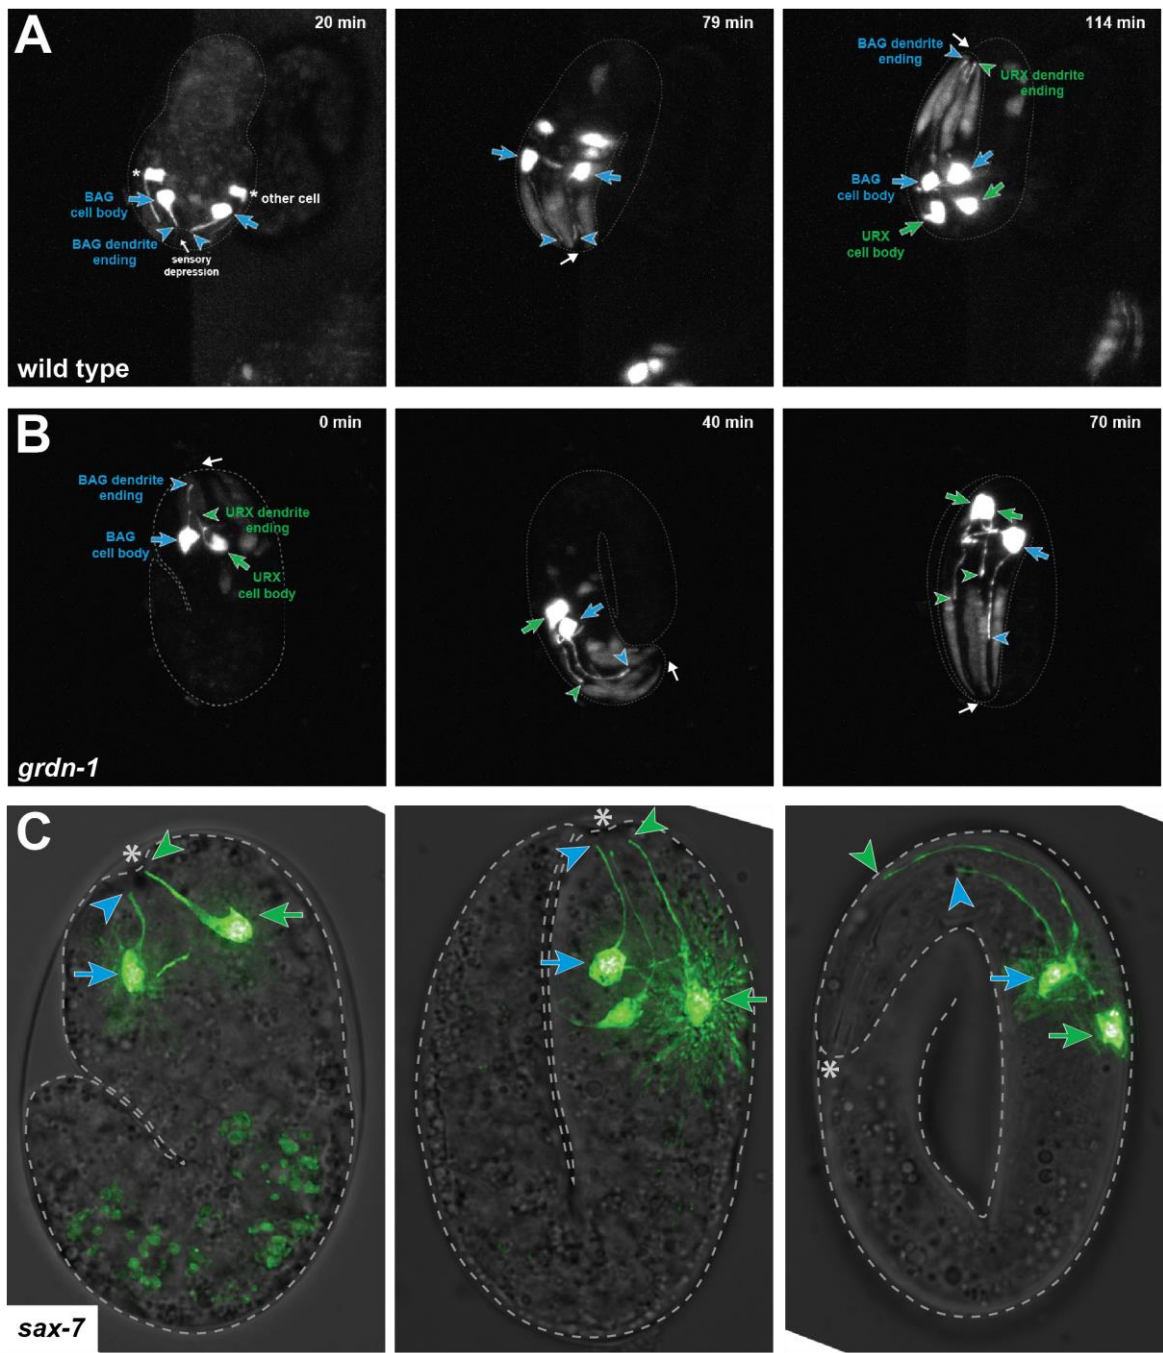 A
20 min
* * other cell
BAG
cell body
BAG dendrite
ending
sensory
depression
wild type
79 min
114 min
BAG dendrite
ending
URX dendrite
ending
BAG
cell body
URX
cell body
B
0 min
BAG dendrite
ending
URX dendrite
ending
BAG
cell body
URX
cell body
grdn-1
40 min
70 min
C
*
sax-7
*
*